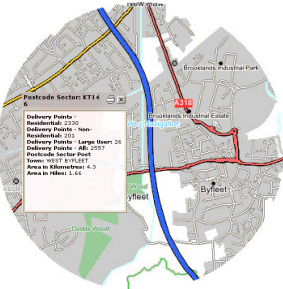 Brooklands Industrial Park
Postcode Sector: KT14
6
A318
Brooklands Industrial Estate
Delivery Points -
Residential: 2330
Delivery Points - Non-
Residential: 201
Delivery Points - Large User: 26
Delivery Points - All: 2557
Postcode Sector Post
Town: WEST BYFLEET
Area in Kilometres: 4.3
Area in Miles: 1.66
Wood
Byfleet
yfleet
Dodds Wood